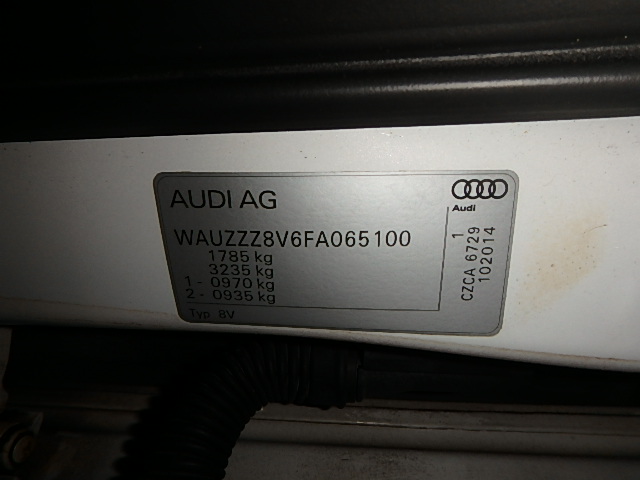 AUDI AG
Audi
WAUZZZ8V6FA065100
1785 kg
3235 kg
1 - 0970 kg
2 - 0935 kg
Typ 8V
CZCA 6729
1
102014